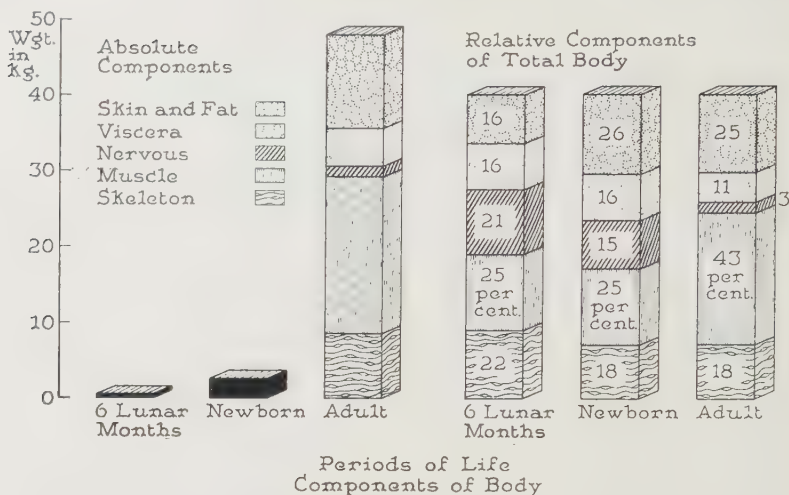 50
Wgt.
in
kg.
40
30
20
10
0
Absolute
Components
Skin and Fat
Viscera
Nervous
Muscle
Skeleton
6 Lunar
Months
Newborn
Adult
Relative Components
of Total Body
16
16
21
25
per
cent.
22
6 Lunar
Months
26
16
15
25
per
cent.
18
Newborn
25
11
3
43
per
cent.
18
Adult
Periods of Life
Components of Body